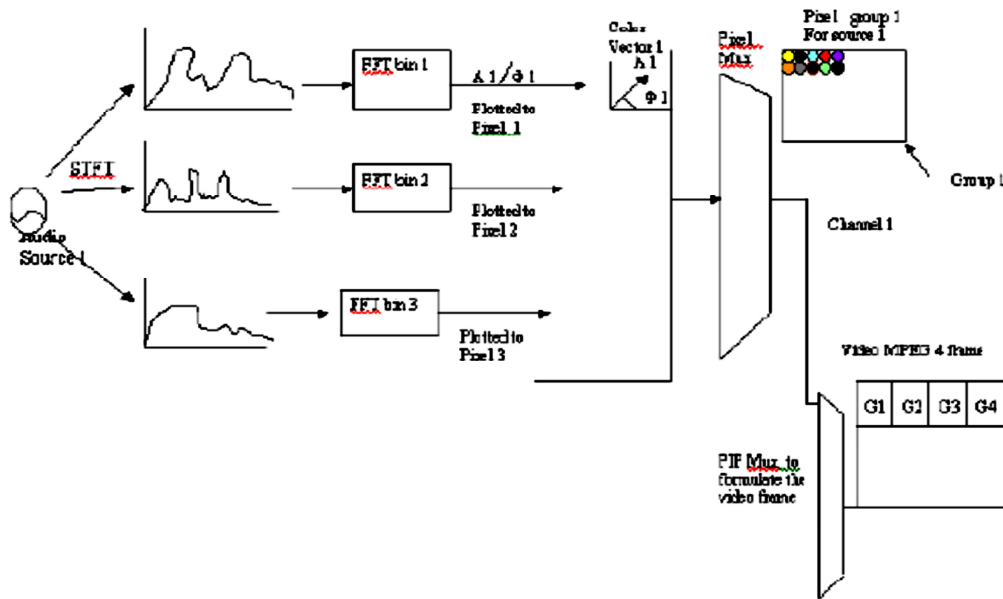 Pixel group 1
For source 1
Color
Vector 1
A 1
Φ 1
Pixel
Mux
FFT bin 1
A 1/Φ 1
Plotted to
Pixel 1
STFT
FFT bin 2
Plotted to
Pixel 2
Group 1
Audio
Source 1
Channel 1
FFT bin 3
Plotted to
Pixel 3
Video MPEG 4 frame
G1 G2 G3 G4
PIP Mux to
formulate the
video frame